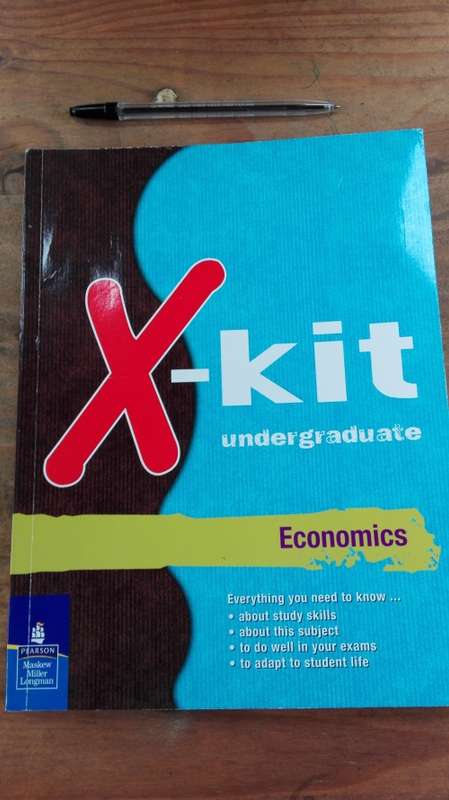 X-kit
undergraduate
Economics
Everything you need to know ...
• about study skills
• about this subject
• to do well in your exams
• to adapt to student life
PEARSON
Maskew
Miller
Longman